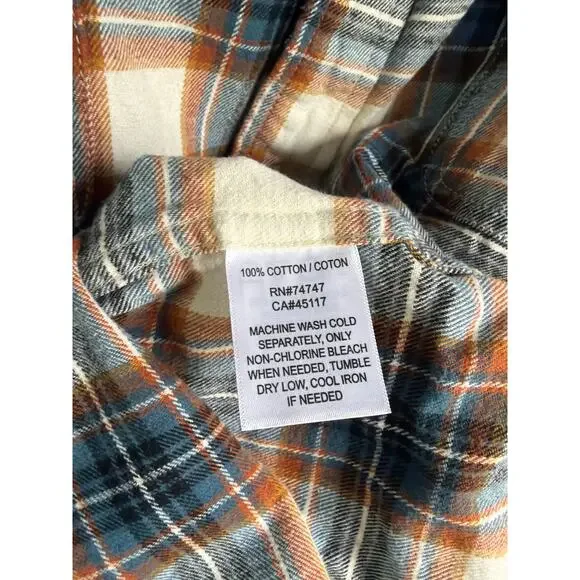 100% COTTON / COTON
RN#74747
CA#45117
MACHINE WASH COLD
SEPARATELY, ONLY
NON-CHLORINE BLEACH
WHEN NEEDED, TUMBLE
DRY LOW, COOL IRON
IF NEEDED